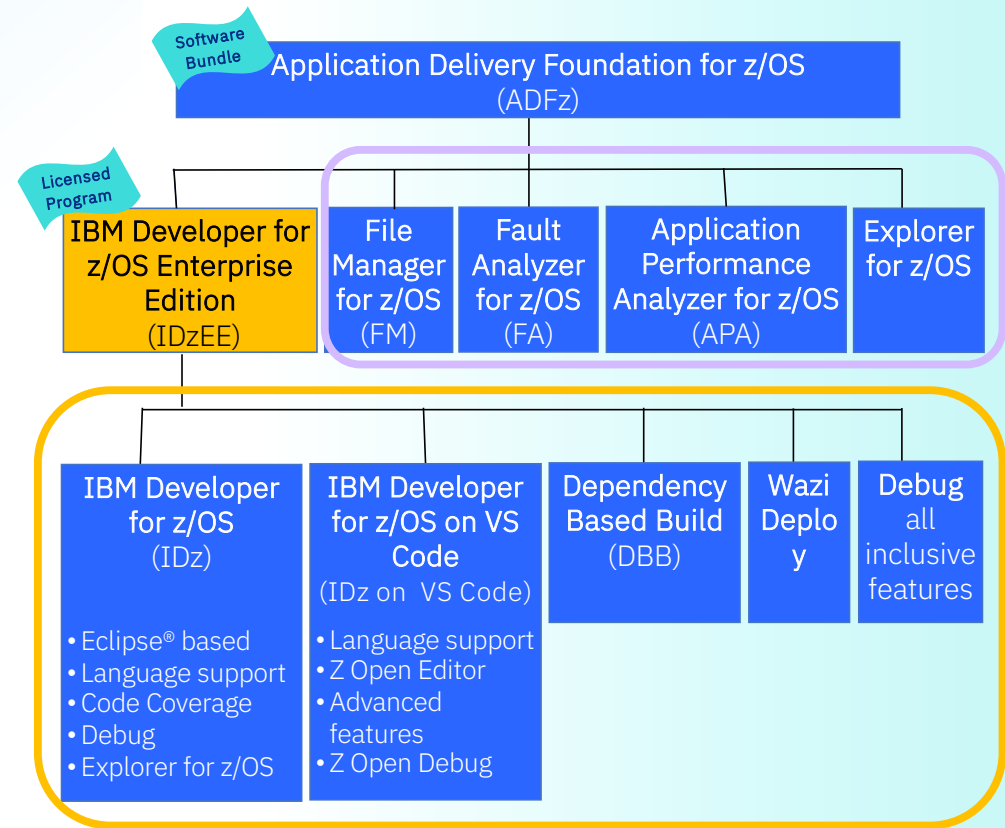 Software
Bundle
Application Delivery Foundation for z/OS
(ADFz)
Licensed
Program
IBM Developer for
z/OS Enterprise
Edition
(IDzEE)
File
Manager
for z/OS
(FM)
Fault
Analyzer
for z/OS
(FA)
Application
Performance
Analyzer for z/OS
(APA)
Explorer
for z/OS
IBM Developer
for z/OS
(IDz)
• Eclipse® based
• Language support
• Code Coverage
• Debug
• Explorer for z/OS
IBM Developer
for z/OS on VS
Code
(IDz on VS Code)
• Language support
• Z Open Editor
• Advanced
features
• Z Open Debug
Dependency
Based Build
(DBB)
Wazi
Deplo
y
Debug
all
inclusive
features